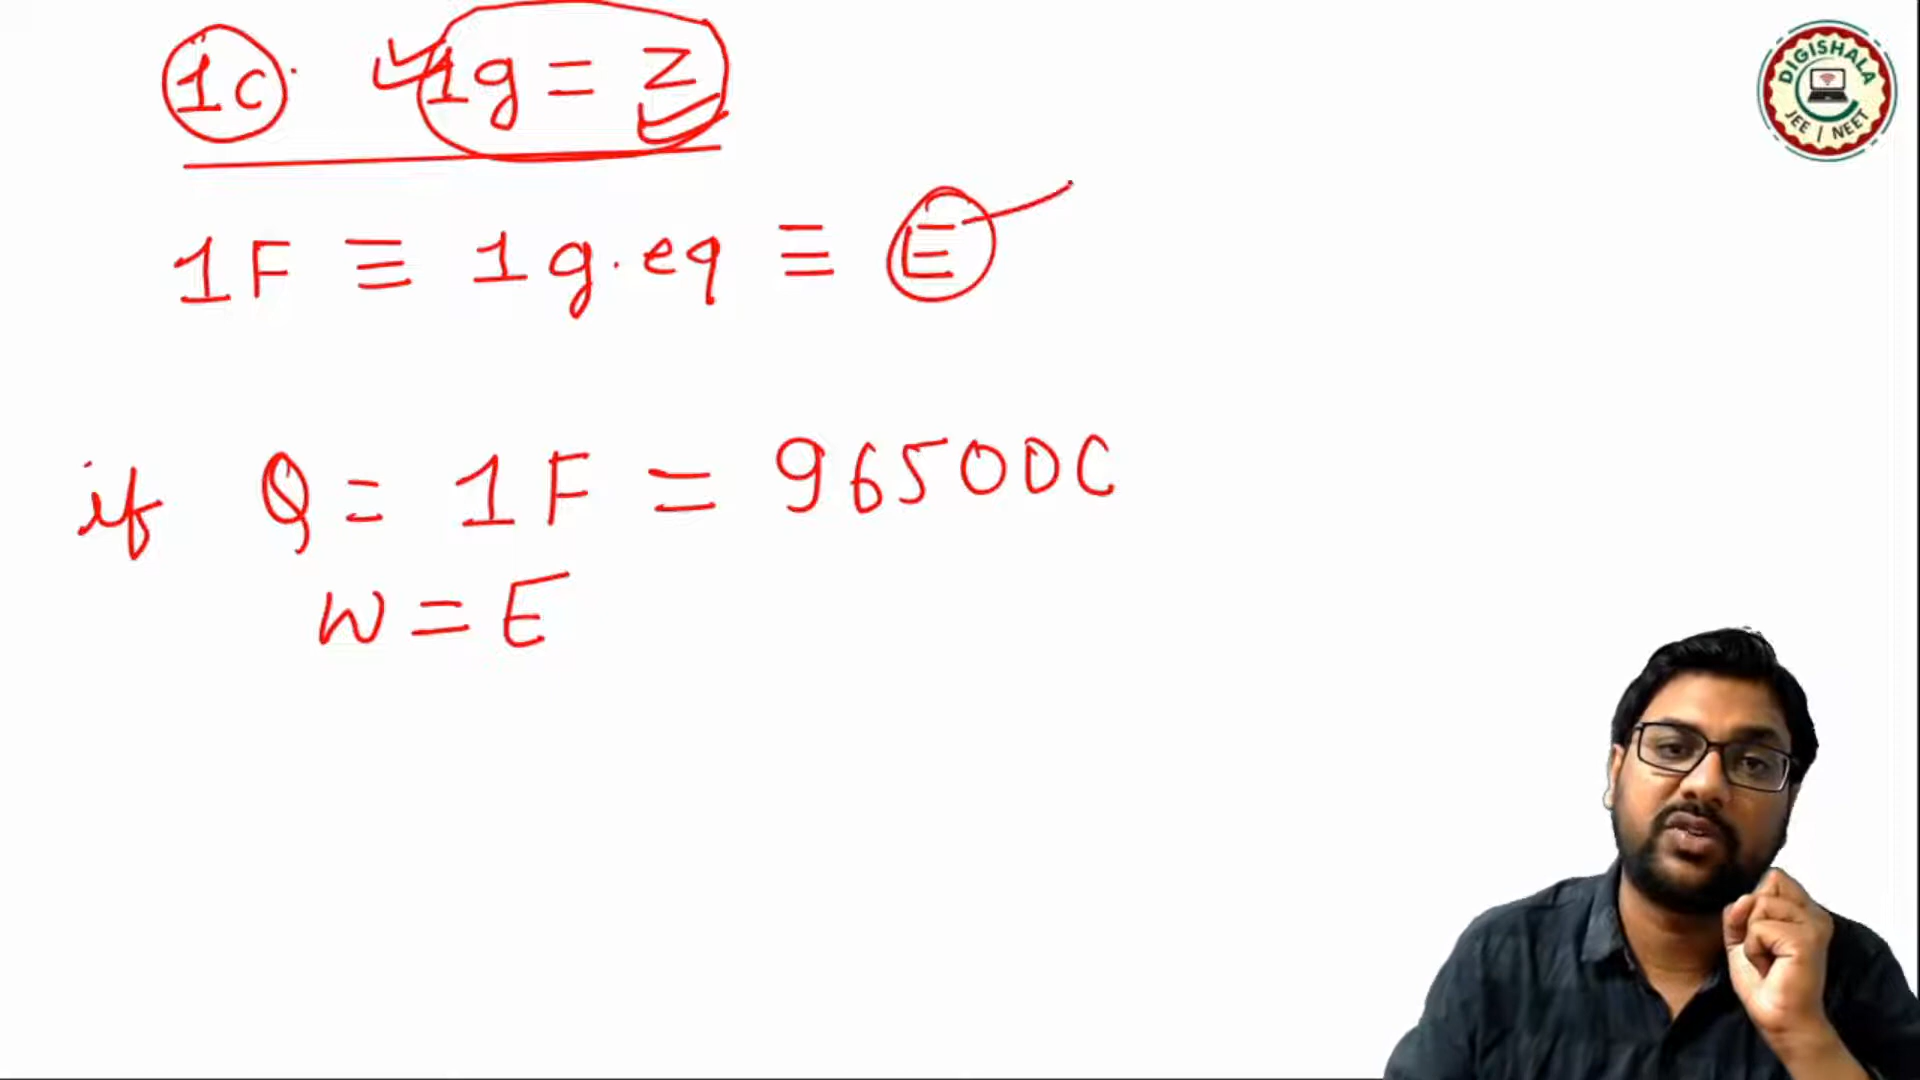 1C. 1g = Z
1F ≡ 1g.eq ≡ E
if Q = 1F = 96500C
W = E
DIGISHALA
JEE | NEET